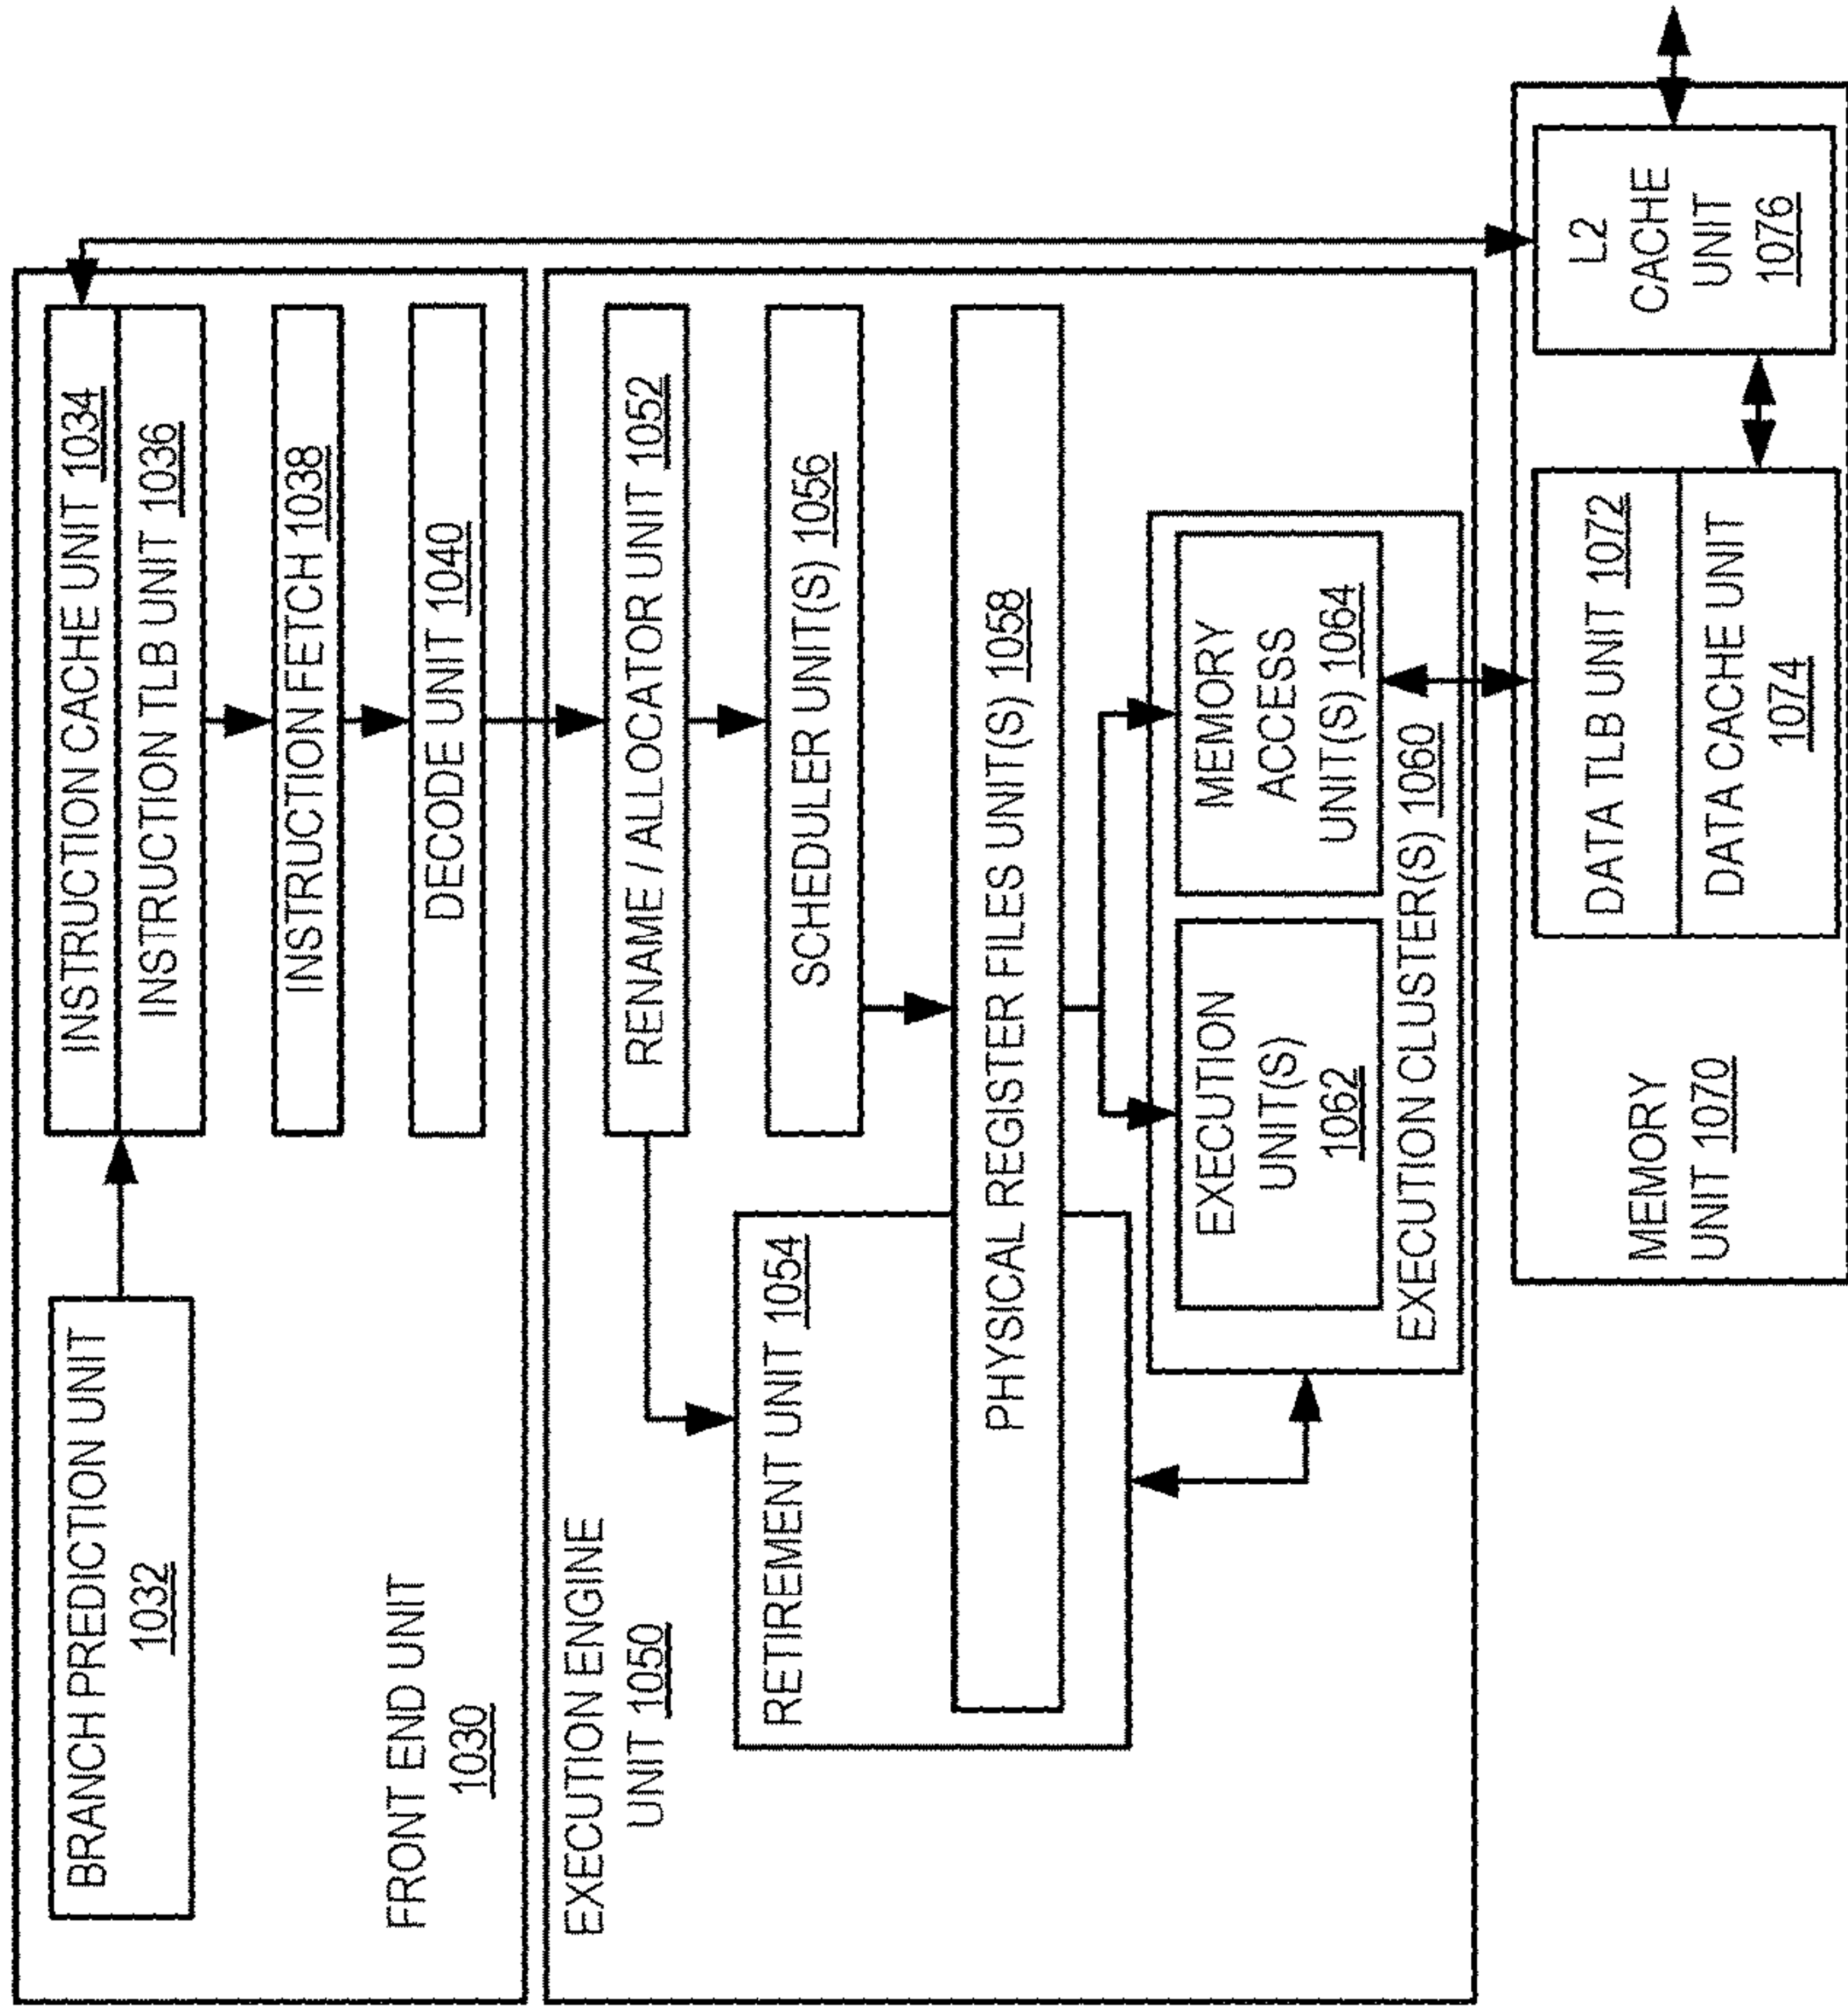 BRANCH PREDICTION UNIT
1032
INSTRUCTION CACHE UNIT 1034
INSTRUCTION TLB UNIT 1036
INSTRUCTION FETCH 1038
FRONT END UNIT
1030
DECODE UNIT 1040
EXECUTION ENGINE
UNIT 1050
RENAME / ALLOCATOR UNIT 1052
RETIREMENT UNIT 1054
SCHEDULER UNIT(S) 1056
PHYSICAL REGISTER FILES UNIT(S) 1058
EXECUTION
UNIT(S)
1062
MEMORY
ACCESS
UNIT(S) 1064
EXECUTION CLUSTER(S) 1060
MEMORY
UNIT 1070
DATA TLB UNIT 1072
DATA CACHE UNIT
1074
L2
CACHE
UNIT
1076